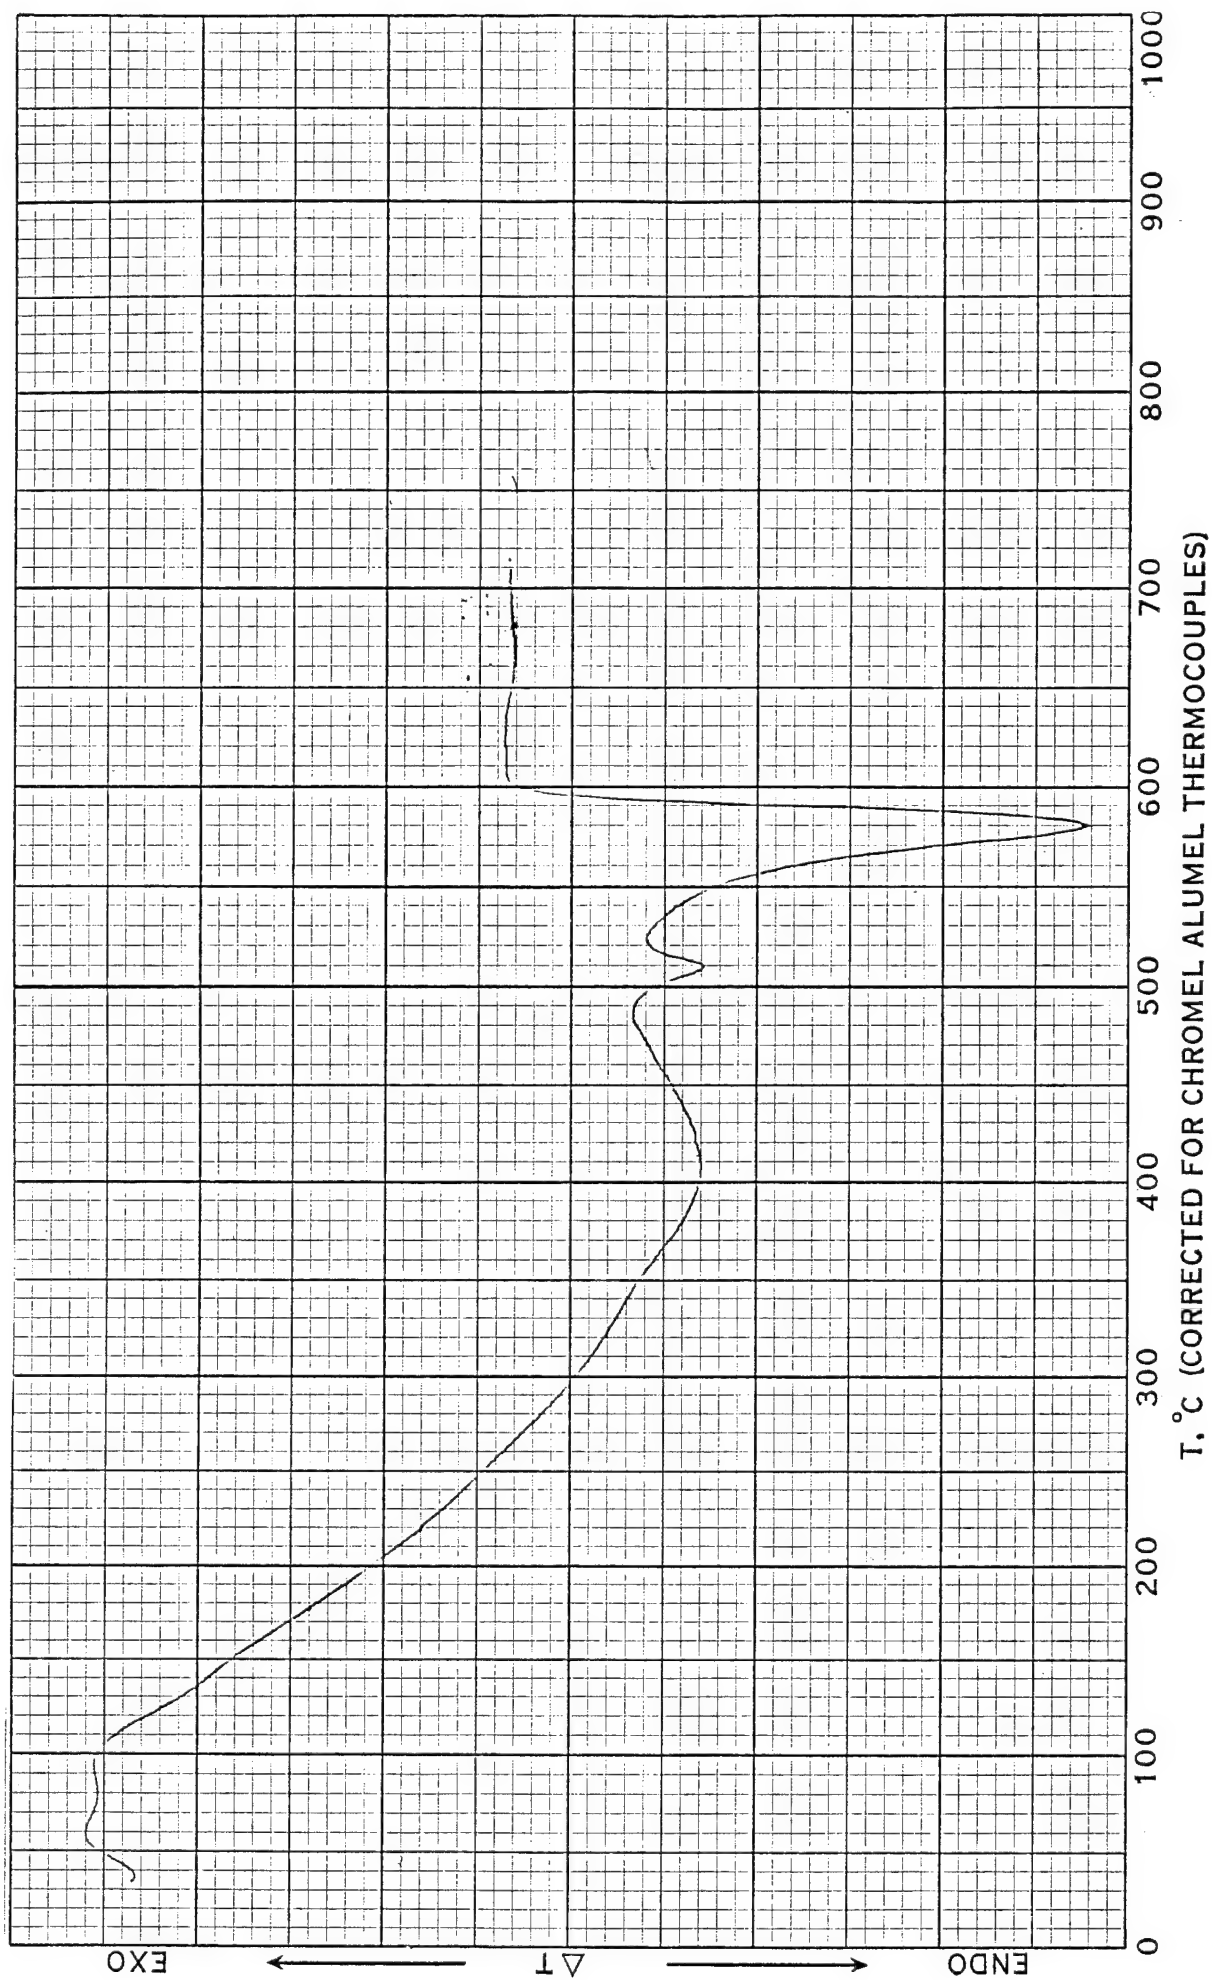 EXO
ΔT
ENDO
0 100 200 300 400 500 600 700 800 900 1000
T, °C (CORRECTED FOR CHROMEL ALUMEL THERMOCOUPLES)